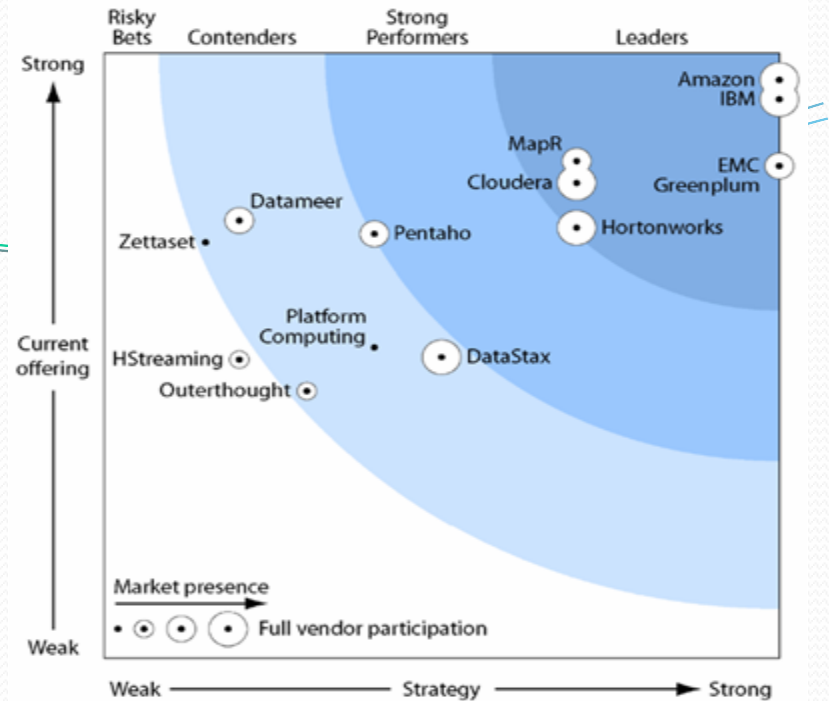 Risky
Bets
Contenders
Strong
Performers
Leaders
Strong
Amazon
IBM
MapR
Cloudera
EMC
Greenplum
Datameer
Zettaset
Pentaho
Hortonworks
Platform
Computing
Current
offering
HStreaming
DataStax
Outerthought
Market presence
Full vendor participation
Weak
Weak
Strategy
Strong